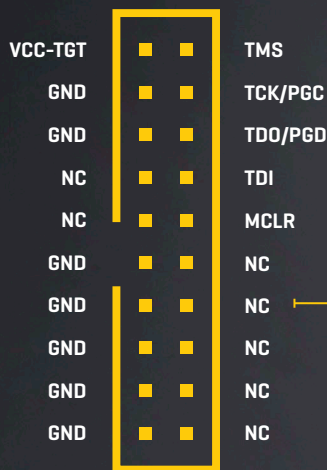 VCC-TGT TMS
GND TCK/PGC
GND TDO/PGD
NC TDI
NC MCLR
GND NC
GND NC
GND NC
GND NC
GND NC